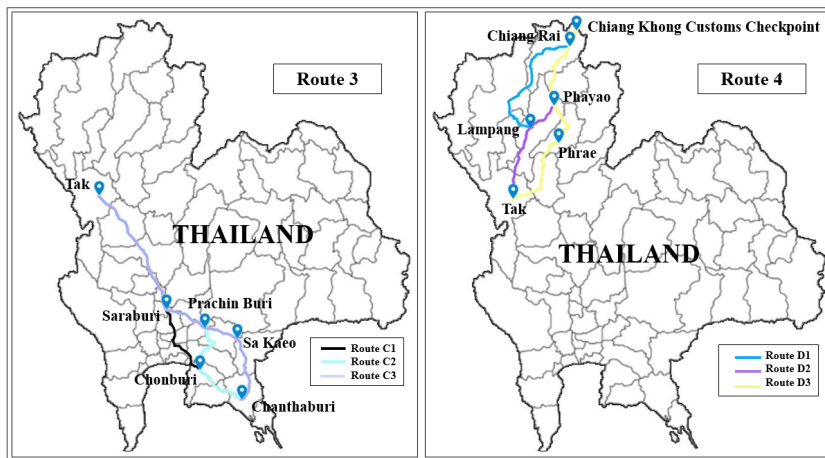 Route 3
Tak
THAILAND
Saraburi
Prachin Buri
Sa Kaeo
Chonburi
Chanthaburi
Route C1
Route C2
Route C3
Chiang Khong Customs Checkpoint
Chiang Rai
Route 4
Phayao
Lampang
Phrae
Tak
THAILAND
Route D1
Route D2
Route D3